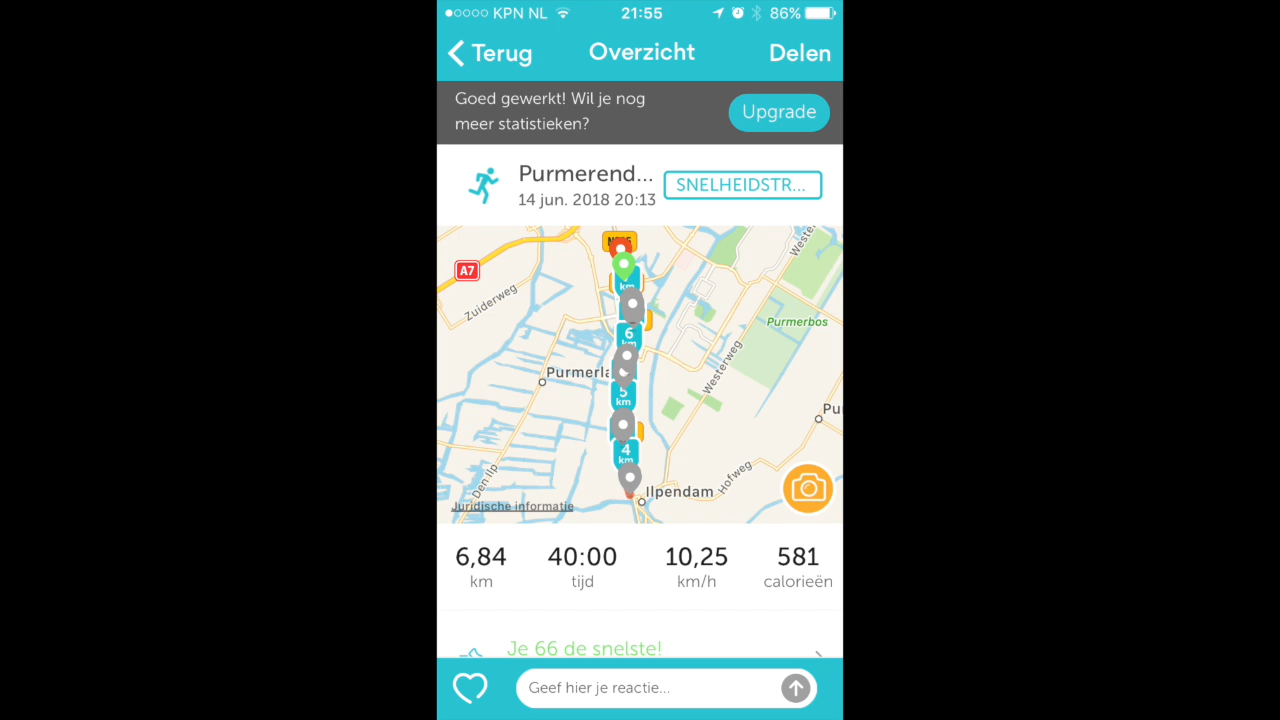 KPN NL
21:55
86%
Terug
Overzicht
Delen
Goed gewerkt! Wil je nog
meer statistieken?
Upgrade
Purmerend...
SNELHEIDSTR...
14 jun. 2018 20:13
A7
Zuiderweg
km
Purmerbos
6
km
Westerweg
Purmerla
5
km
4
km
Den Ilp
Ilpendam
Hofweg
Juridische informatie
6,84
40:00
10,25
581
km
tijd
km/h
calorieën
Je 66 de snelste!
Geef hier je reactie...